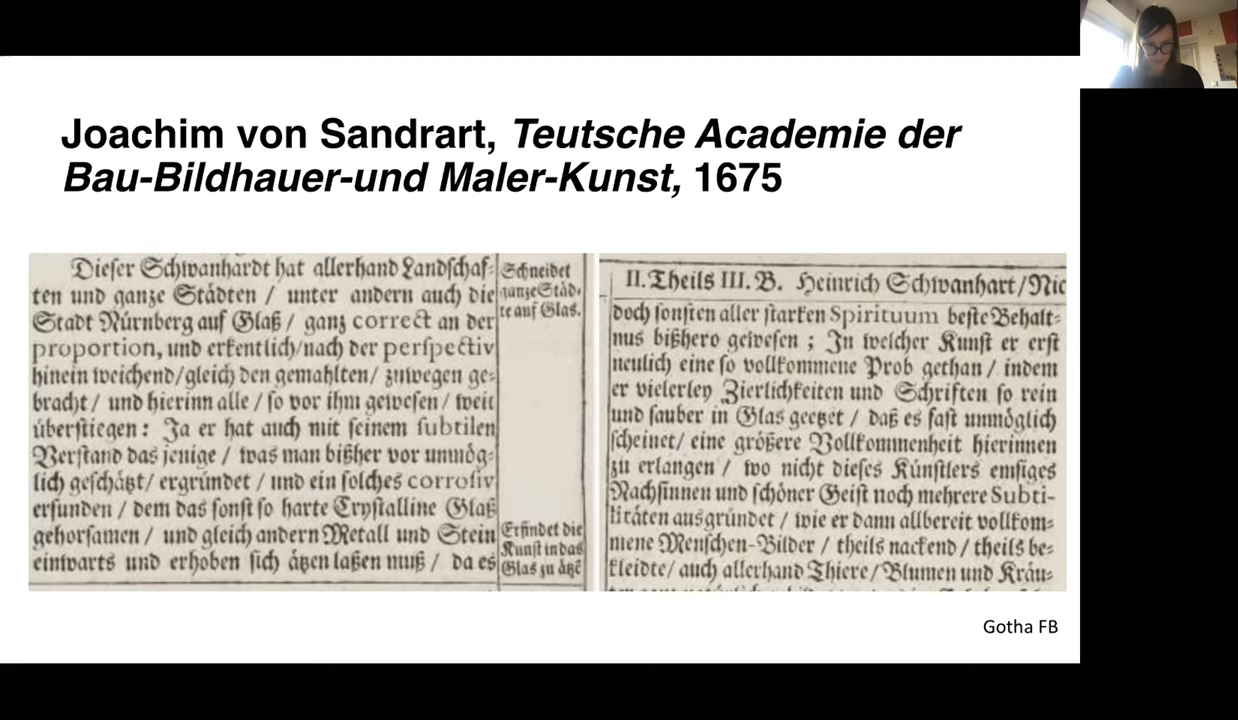 Joachim von Sandrart, Teutsche Academie der
Bau-Bildhauer-und Maler-Kunst, 1675
Dieser Schwanhardt hat allerhand Landschaf-
ten und ganze Städten / unter andern auch die
Stadt Nürnberg auf Glaß / ganz correct an der
proportion, und erkentlich/nach der perspectiv
hinein weichend/gleich den gemahlten/ zuwegen ge-
bracht / und hierinn alle / so vor ihm gewesen / weit
überstiegen: Ja er hat auch mit seinem subtilen
Verstand das jenige / was man bißher vor unmög-
lich geschätzt/ ergründet / und ein solches corrosiv
erfunden / dem das sonst so harte Crystalline Glaß
gehorsamen / und gleich andern Metall und Stein
einwarts und erhoben sich äßen laßen muß / da es
Schneidet
ganze Städ-
te auf Glas.
Erfindet die
Kunst in das
Glas zu äßē
II. Theils III. B. Heinrich Schwanhart/Nic
doch sonsten aller starken Spirituum beste Behalt-
nus bißhero gewesen ; In welcher Kunst er erst
neulich eine so vollkommene Prob gethan / indem
er vielerley Zierlichkeiten und Schriften so rein
und sauber in Glas geetzet / daß es fast unmöglich
scheinet/ eine größere Vollkommenheit hierinnen
zu erlangen / wo nicht dieses Künstlers emsiges
Nachsinnen und schöner Geist noch mehrere Subti-
litäten ausgründet / wie er dann allbereit vollkom-
mene Menschen-Bilder / theils nackend / theils be-
kleidte/ auch allerhand Thiere/Blumen und Kräu-
Gotha FB